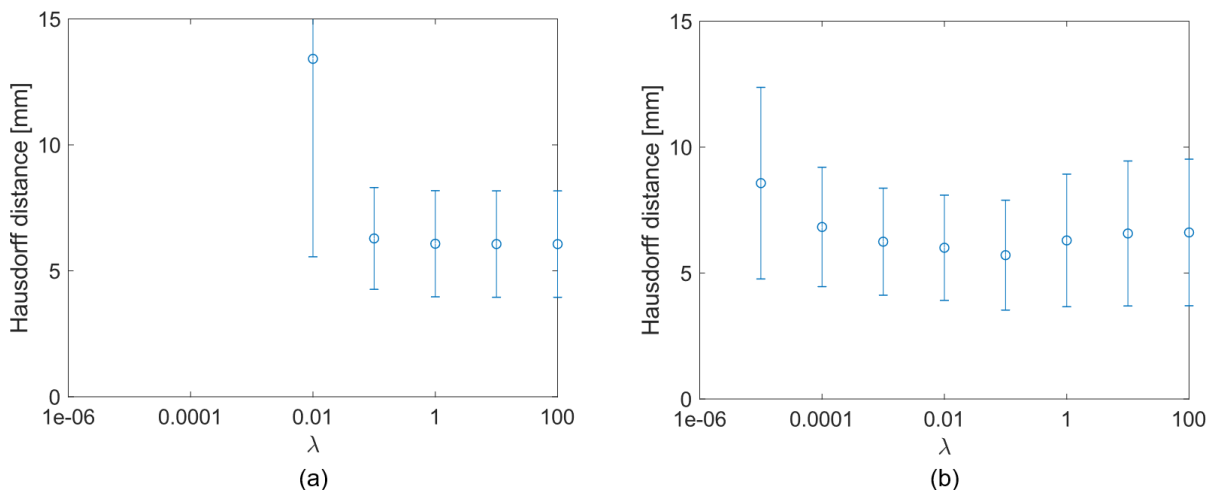 15
10
5
0
Hausdorff distance [mm]
1e-06 0.0001 0.01 1 100
λ
(a)
15
10
5
0
Hausdorff distance [mm]
1e-06 0.0001 0.01 1 100
λ
(b)